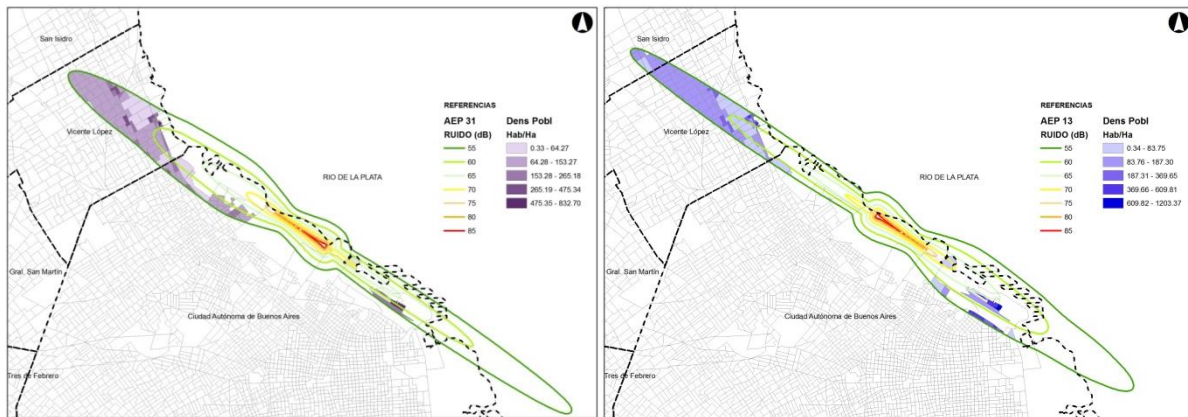 San Isidro
Vicente López
REFERENCIAS
AEP 31 Dens Pobl
RUIDO (dB) Hab/Ha
55 0.33 - 64.27
60 64.28 - 153.27
65 153.28 - 265.18
70 265.19 - 475.34
75 475.35 - 832.70
80
85
RIO DE LA PLATA
Gral. San Martín
Ciudad Autónoma de Buenos Aires
Tres de Febrero
San Isidro
Vicente López
REFERENCIAS
AEP 13 Dens Pobl
RUIDO (dB) Hab/Ha
55 0.34 - 83.75
60 83.76 - 187.30
65 187.31 - 369.65
70 369.66 - 609.81
75 609.82 - 1203.37
80
85
RIO DE LA PLATA
Gral. San Martín
Ciudad Autónoma de Buenos Aires
Tres de Febrero